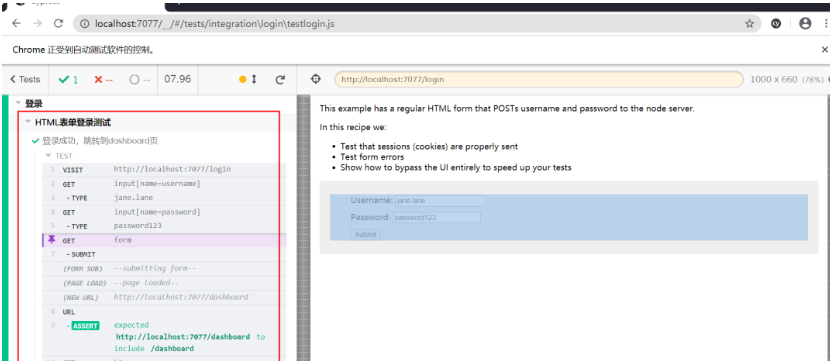 localhost:7077/__/#/tests/integration\login\testlogin.js
Chrome 正受到自动测试软件的控制。
Tests 1 -- -- 07.96 http://localhost:7077/login 1000 x 660 (78%)
登录
HTML表单登录测试
登录成功，跳转到dashboard页
TEST
1 VISIT http://localhost:7077/login
2 GET input[name=username]
3 - TYPE jane.lane
4 GET input[name=password]
5 - TYPE password123
GET form
7 - SUBMIT
(FORM SUB) --submitting form--
(PAGE LOAD) --page loaded--
(NEW URL) http://localhost:7077/dashboard
8 URL
9 - ASSERT expected
http://localhost:7077/dashboard to
include /dashboard
This example has a regular HTML form that POSTs username and password to the node server.
In this recipe we:
• Test that sessions (cookies) are properly sent
• Test form errors
• Show how to bypass the UI entirely to speed up your tests
Username: jane.lane
Password: password123
Submit